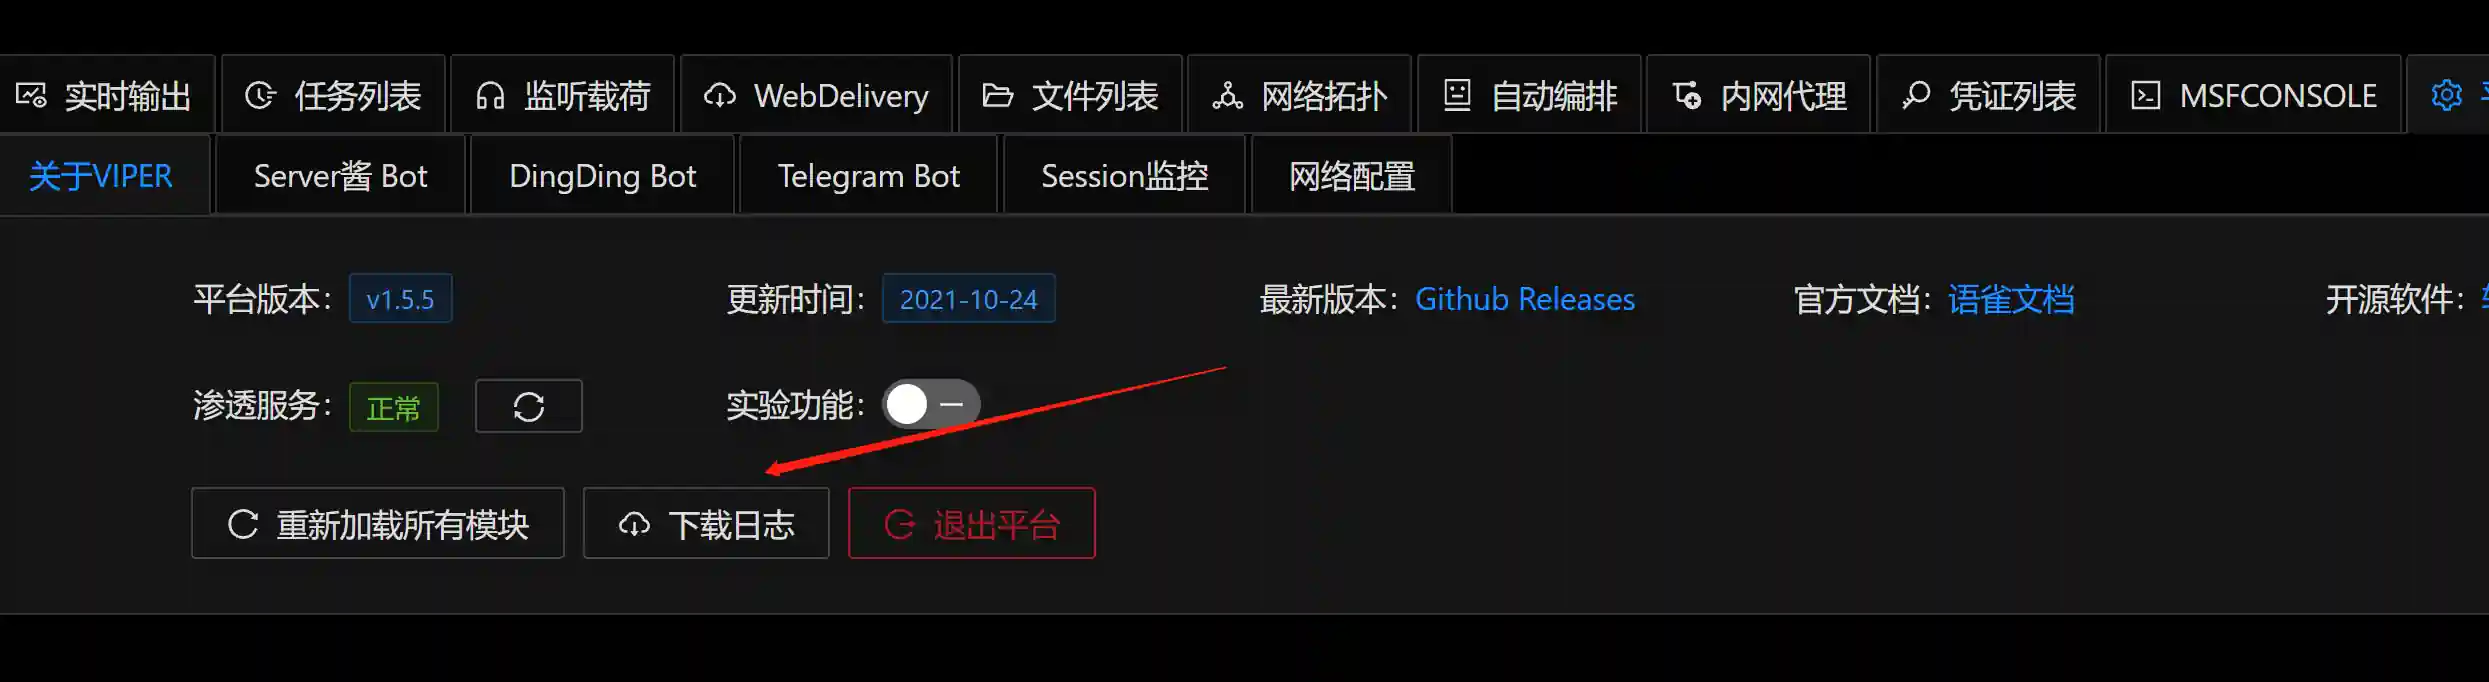 实时输出 任务列表 监听载荷 WebDelivery 文件列表 网络拓扑 自动编排 内网代理 凭证列表 MSFCONSOLE
关于VIPER Server酱 Bot DingDing Bot Telegram Bot Session监控 网络配置
平台版本: v1.5.5 更新时间: 2021-10-24 最新版本: Github Releases 官方文档: 语雀文档 开源软件:
渗透服务: 正常 实验功能:
重新加载所有模块 下载日志 退出平台